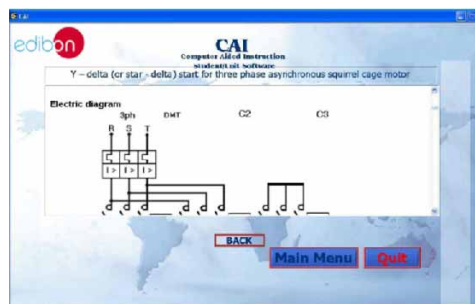 CAI
edibon
CAI
Computer Aided Instruction
Student/Unit Software
Y – delta (or star - delta) start for three phase asynchronous squirrel cage motor
Electric diagram
3ph DMT C2 C3
R S T
I > I > I >
BACK
Main Menu Quit